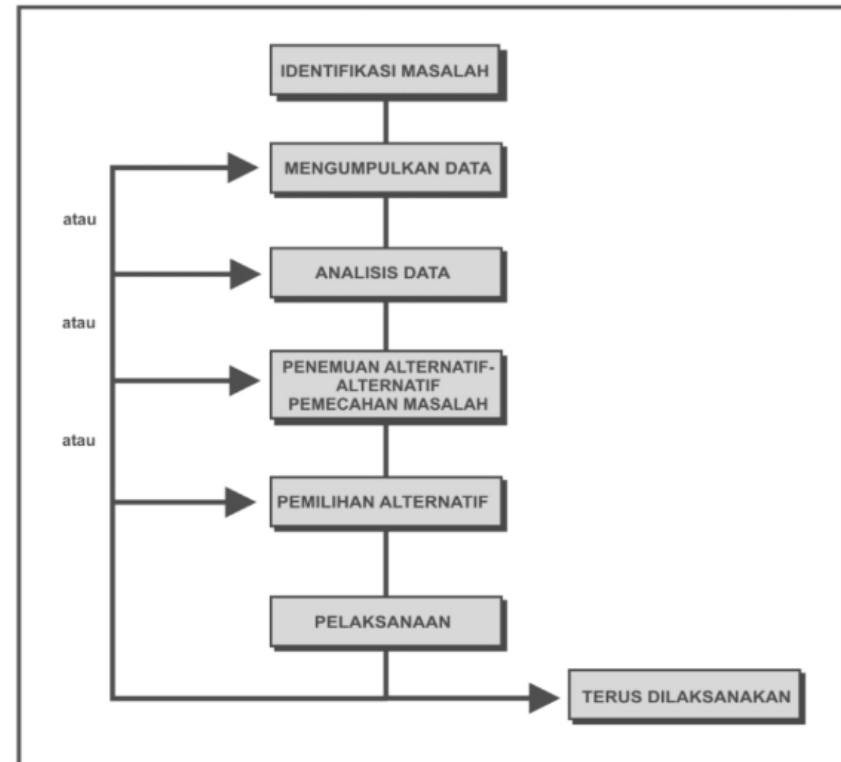 IDENTIFIKASI MASALAH
MENGUMPULKAN DATA
atau
ANALISIS DATA
atau
PENEMUAN ALTERNATIF-
ALTERNATIF
PEMECAHAN MASALAH
atau
PEMILIHAN ALTERNATIF
PELAKSANAAN
TERUS DILAKSANAKAN